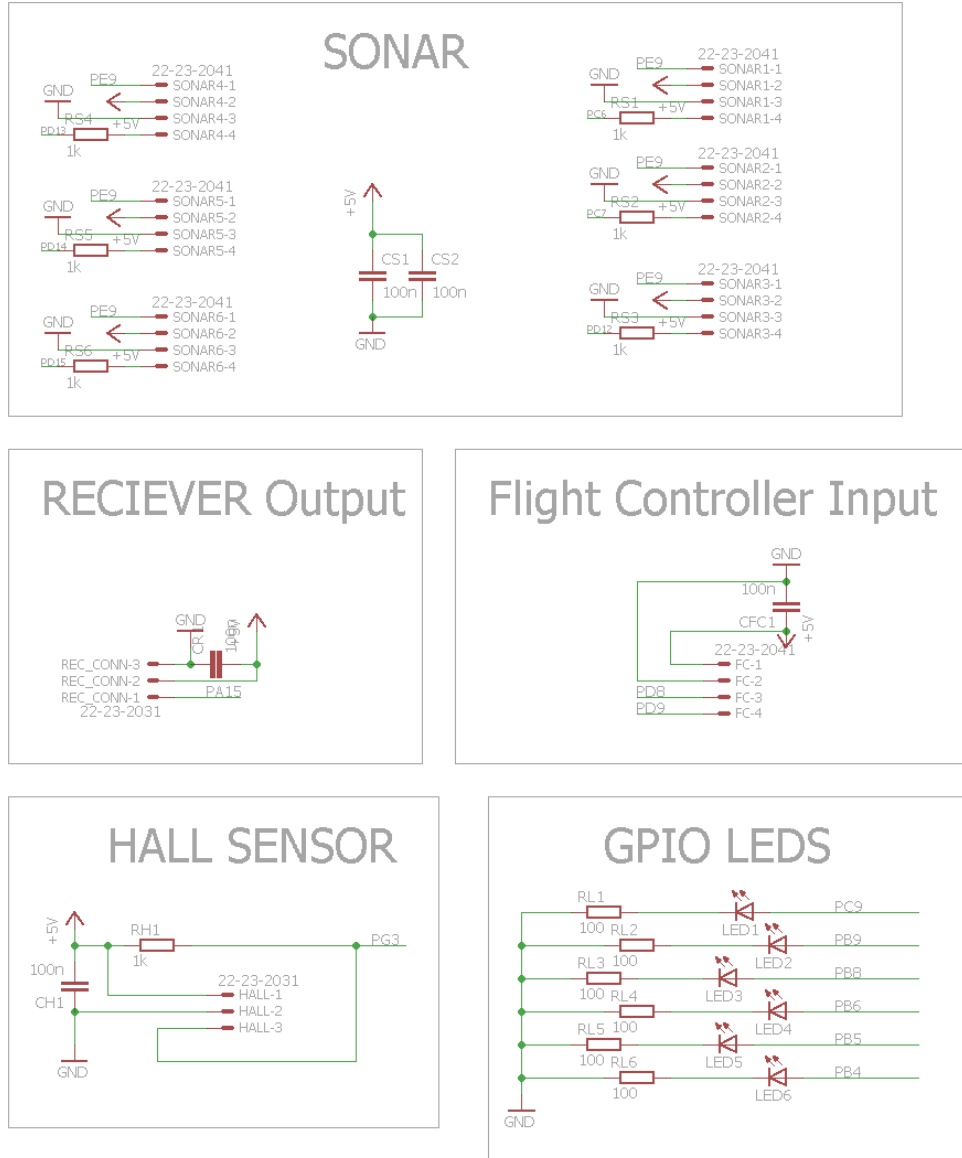 SONAR
PE9
22-23-2041
SONAR4-1
GND
SONAR4-2
RS4
SONAR4-3
PD13
+5V
SONAR4-4
1k
PE9
22-23-2041
SONAR5-1
GND
SONAR5-2
RS5
SONAR5-3
PD14
+5V
SONAR5-4
1k
PE9
22-23-2041
SONAR6-1
GND
SONAR6-2
RS6
SONAR6-3
PD15
+5V
SONAR6-4
1k
+5V
CS1
CS2
100n
100n
GND
PE9
22-23-2041
SONAR1-1
GND
SONAR1-2
RS1
SONAR1-3
PC6
+5V
SONAR1-4
1k
PE9
22-23-2041
SONAR2-1
GND
SONAR2-2
RS2
SONAR2-3
PC7
+5V
SONAR2-4
1k
PE9
22-23-2041
SONAR3-1
GND
SONAR3-2
RS3
SONAR3-3
PD12
+5V
SONAR3-4
1k
RECIEVER Output
GND
CR1
100n
+5V
REC_CONN-3
REC_CONN-2
REC_CONN-1
PA15
22-23-2031
Flight Controller Input
GND
100n
CFC1
+5V
22-23-2041
FC-1
FC-2
PD8
FC-3
PD9
FC-4
HALL SENSOR
+5V
RH1
1k
PG3
100n
CH1
22-23-2031
HALL-1
HALL-2
HALL-3
GND
GPIO LEDS
RL1
100
LED1
PC9
RL2
100
LED2
PB9
RL3
100
LED3
PB8
RL4
100
LED4
PB6
RL5
100
LED5
PB5
RL6
100
LED6
PB4
GND